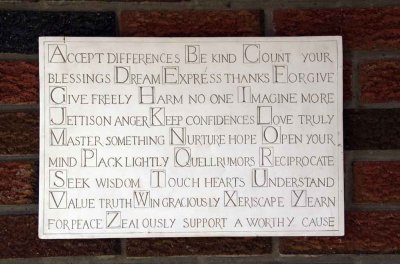 ACCEPT DIFFERENCES BE KIND COUNT YOUR
BLESSINGS DREAM EXPRESS THANKS FORGIVE
GIVE FREELY HARM NO ONE IMAGINE MORE
JETTISON ANGER KEEP CONFIDENCES LOVE TRULY
MASTER SOMETHING NURTURE HOPE OPEN YOUR
MIND PACK LIGHTLY QUELL RUMORS RECIPROCATE
SEEK WISDOM TOUCH HEARTS UNDERSTAND
VALUE TRUTH WIN GRACIOUSLY XERISCAPE YEARN
FOR PEACE ZEALOUSLY SUPPORT A WORTHY CAUSE